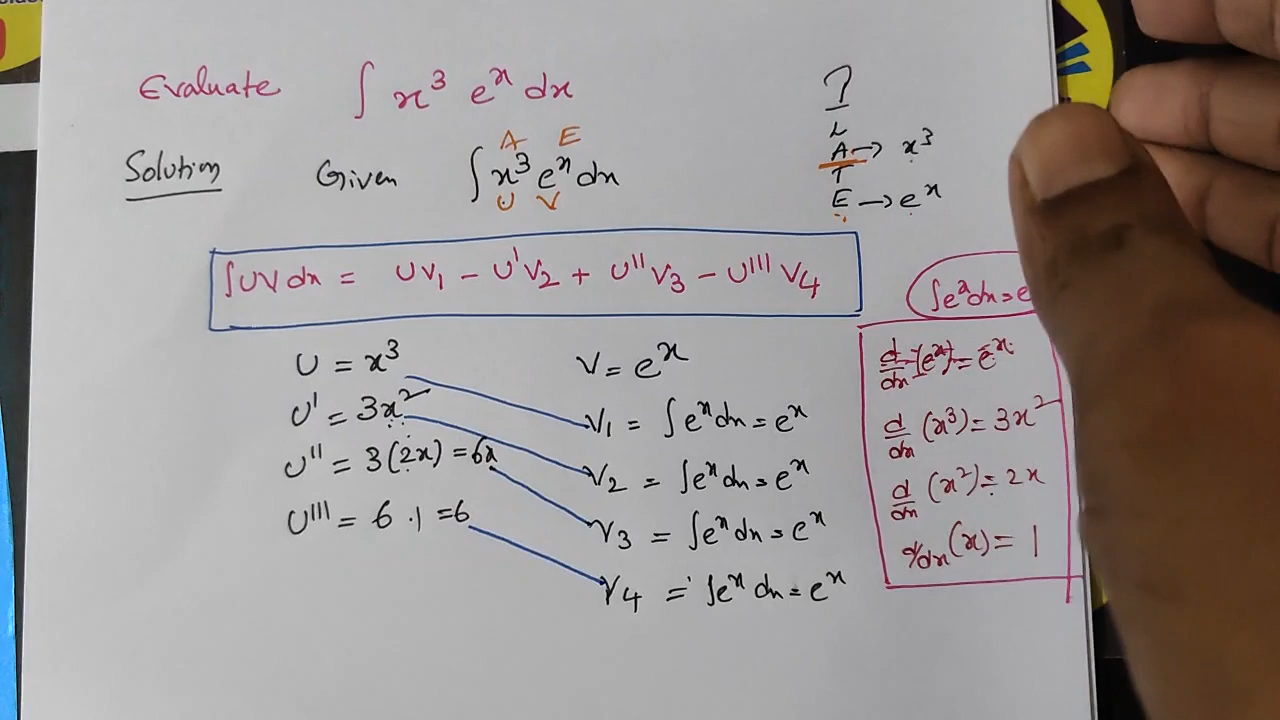 Evaluate ∫ x³ eˣ dx
Solution Given ∫ x³ eˣ dx
A E
U V
I
L
A → x³
T
E → eˣ
∫UV dx = UV₁ − U'V₂ + U''V₃ − U'''V₄
U = x³
U' = 3x²
U'' = 3(2x) = 6x
U''' = 6 · 1 = 6
V = eˣ
V₁ = ∫eˣ dx = eˣ
V₂ = ∫eˣ dx = eˣ
V₃ = ∫eˣ dx = eˣ
V₄ = ∫eˣ dx = eˣ
∫eˣ dx = e
d/dx (eˣ) = eˣ
d/dx (x³) = 3x²
d/dx (x²) = 2x
d/dx (x) = 1